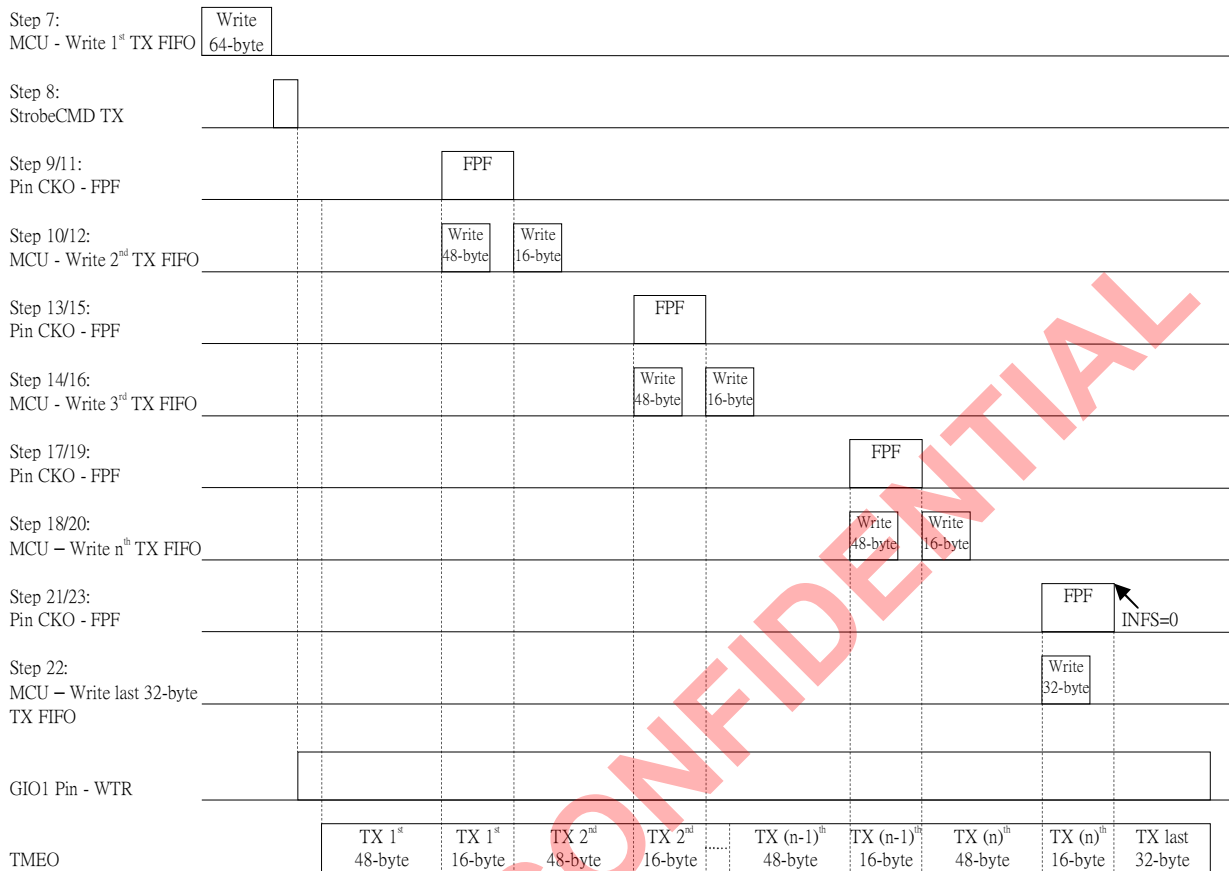 Step 7:
MCU - Write 1st TX FIFO
Write
64-byte
Step 8:
StrobeCMD TX
Step 9/11:
Pin CKO - FPF
FPF
Step 10/12:
MCU - Write 2nd TX FIFO
Write
48-byte
Write
16-byte
Step 13/15:
Pin CKO - FPF
FPF
Step 14/16:
MCU - Write 3rd TX FIFO
Write
48-byte
Write
16-byte
Step 17/19:
Pin CKO - FPF
FPF
Step 18/20:
MCU – Write nth TX FIFO
Write
48-byte
Write
16-byte
Step 21/23:
Pin CKO - FPF
FPF
INFS=0
Step 22:
MCU – Write last 32-byte
TX FIFO
Write
32-byte
GIO1 Pin - WTR
TMEO
TX 1st
48-byte
TX 1st
16-byte
TX 2nd
48-byte
TX 2nd
16-byte
......
TX (n-1)th
48-byte
TX (n-1)th
16-byte
TX (n)th
48-byte
TX (n)th
16-byte
TX last
32-byte
CONFIDENTIAL